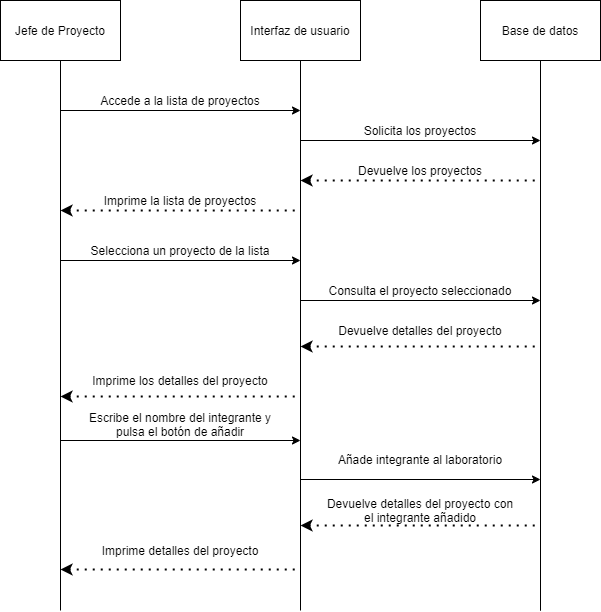 Jefe de Proyecto
Interfaz de usuario
Base de datos
Accede a la lista de proyectos
Solicita los proyectos
Devuelve los proyectos
Imprime la lista de proyectos
Selecciona un proyecto de la lista
Consulta el proyecto seleccionado
Devuelve detalles del proyecto
Imprime los detalles del proyecto
Escribe el nombre del integrante y
pulsa el botón de añadir
Añade integrante al laboratorio
Devuelve detalles del proyecto con
el integrante añadido
Imprime detalles del proyecto